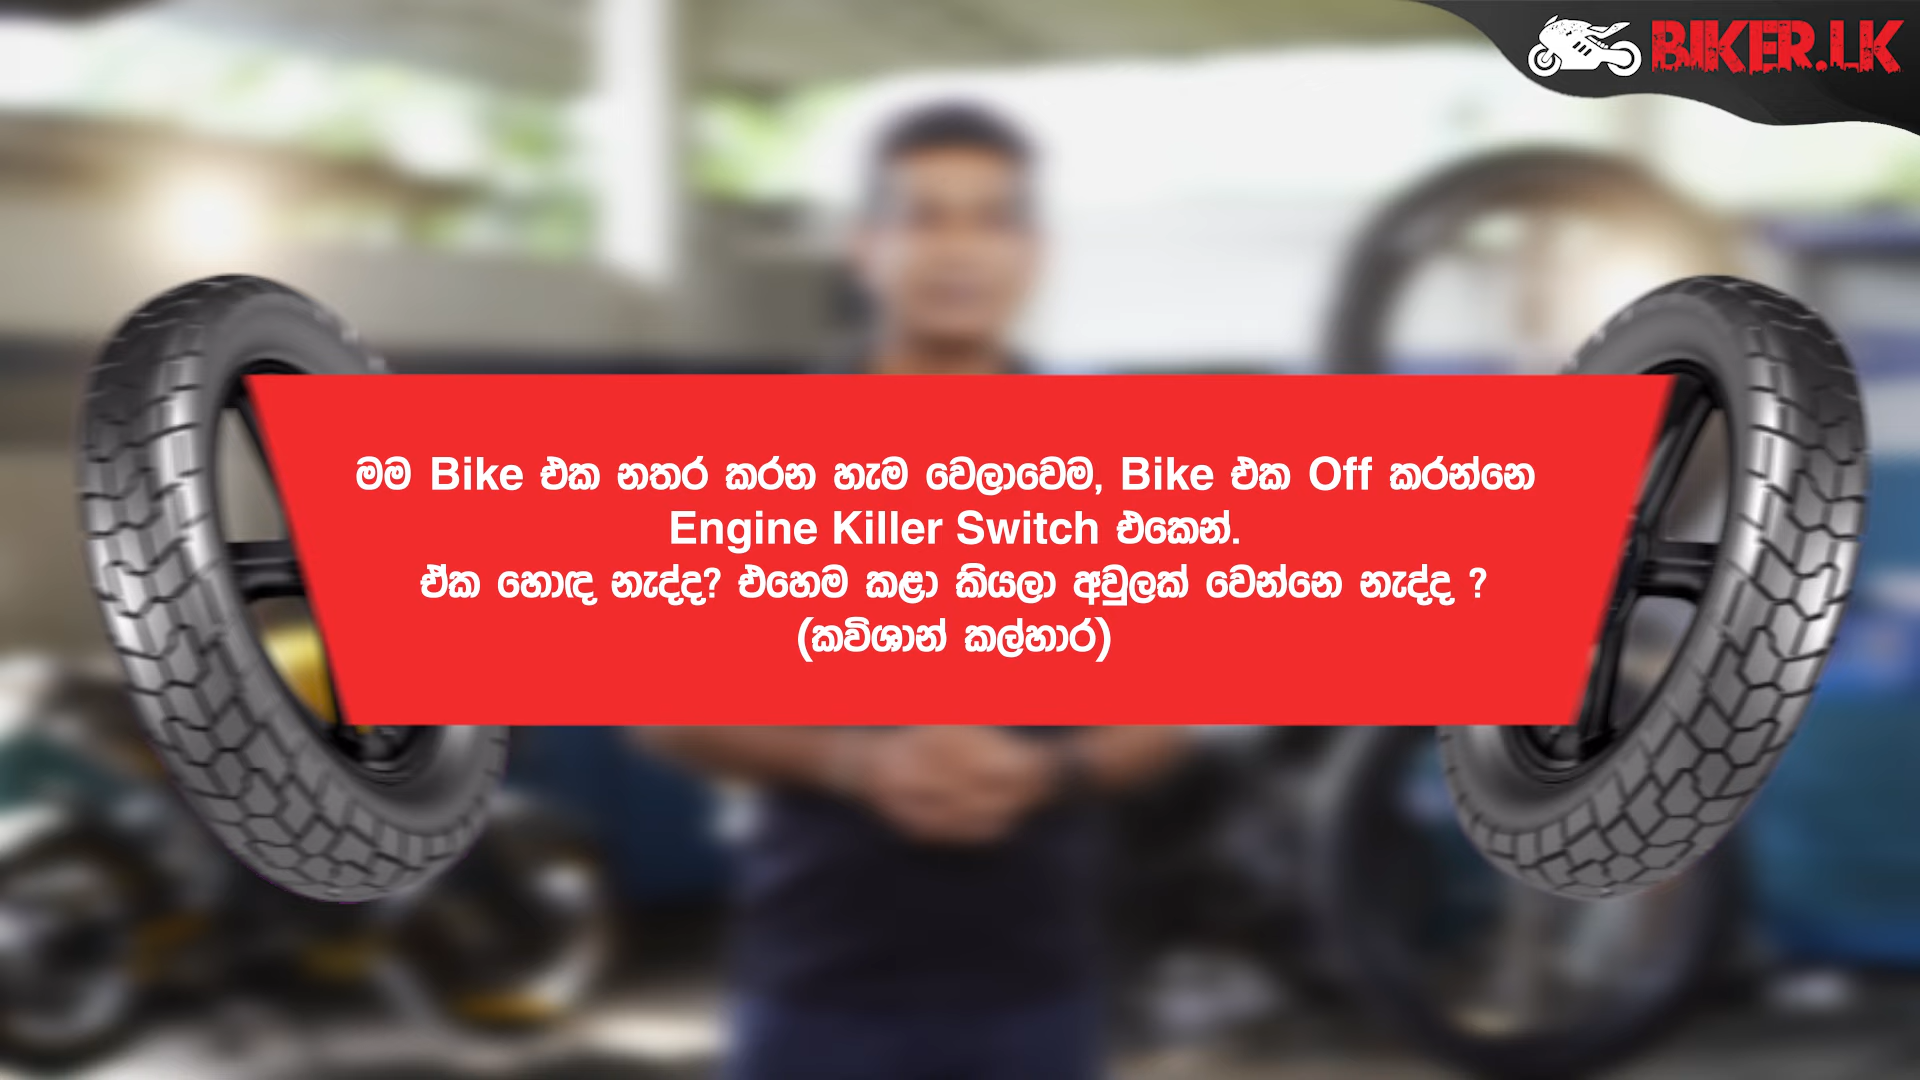 BIKER.LK
මම Bike එක නතර කරන හැම වෙලාවෙම, Bike එක Off කරන්නෙ
Engine Killer Switch එකෙන්.
ඒක හොඳ නැද්ද? එහෙම කළා කියලා අවුලක් වෙන්නෙ නැද්ද ?
(කවිශාන් කල්හාර)